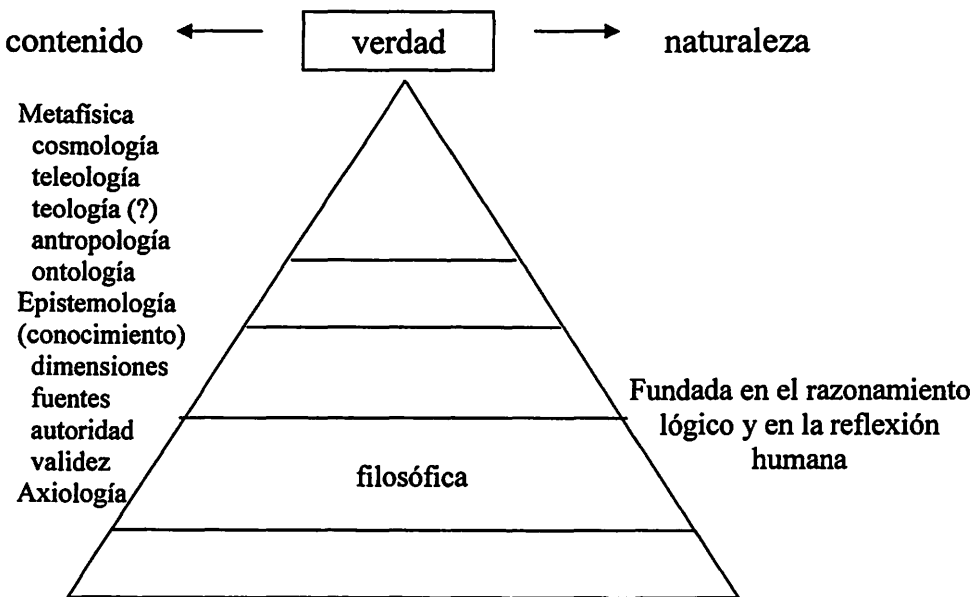 contenido
verdad
naturaleza
Metafísica
cosmología
teleología
teología (?)
antropología
ontología
Epistemología
(conocimiento)
dimensiones
fuentes
autoridad
validez
Axiología
filosófica
Fundada en el razonamiento
lógico y en la reflexión
humana